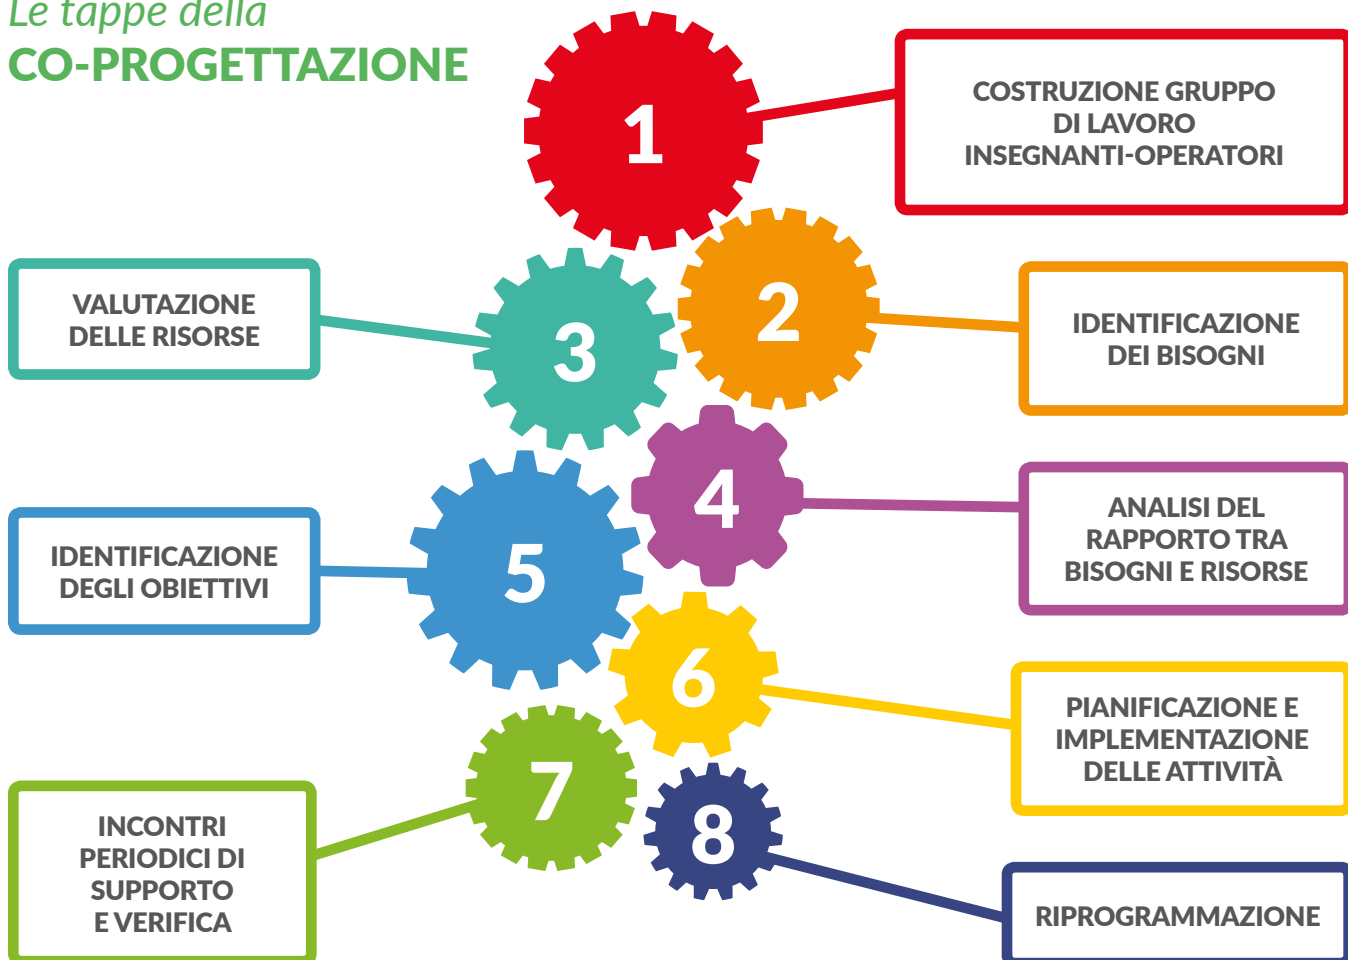 Le tappe della
CO-PROGETTAZIONE
1
COSTRUZIONE GRUPPO
DI LAVORO
INSEGNANTI-OPERATORI
2
IDENTIFICAZIONE
DEI BISOGNI
3
VALUTAZIONE
DELLE RISORSE
4
ANALISI DEL
RAPPORTO TRA
BISOGNI E RISORSE
5
IDENTIFICAZIONE
DEGLI OBIETTIVI
6
PIANIFICAZIONE E
IMPLEMENTAZIONE
DELLE ATTIVITÀ
7
INCONTRI
PERIODICI DI
SUPPORTO
E VERIFICA
8
RIPROGRAMMAZIONE